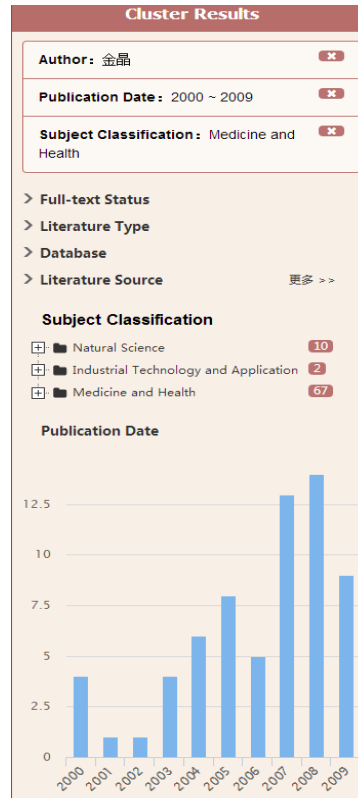 Cluster Results
Author：金晶
Publication Date：2000 ~ 2009
Subject Classification：Medicine and
Health
Full-text Status
Literature Type
Database
Literature Source 更多 >>
Subject Classification
Natural Science 10
Industrial Technology and Application 2
Medicine and Health 67
Publication Date
12.5
10
7.5
5
2.5
0
2000 2001 2002 2003 2004 2005 2006 2007 2008 2009